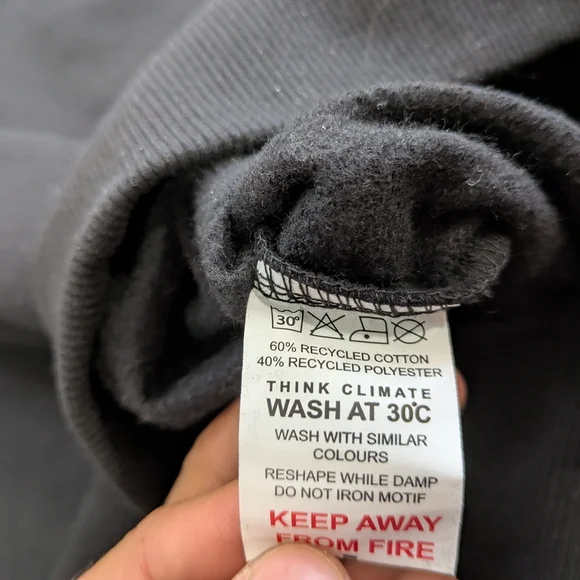 30°
60% RECYCLED COTTON
40% RECYCLED POLYESTER
THINK CLIMATE
WASH AT 30°C
WASH WITH SIMILAR
COLOURS
RESHAPE WHILE DAMP
DO NOT IRON MOTIF
KEEP AWAY
FROM FIRE